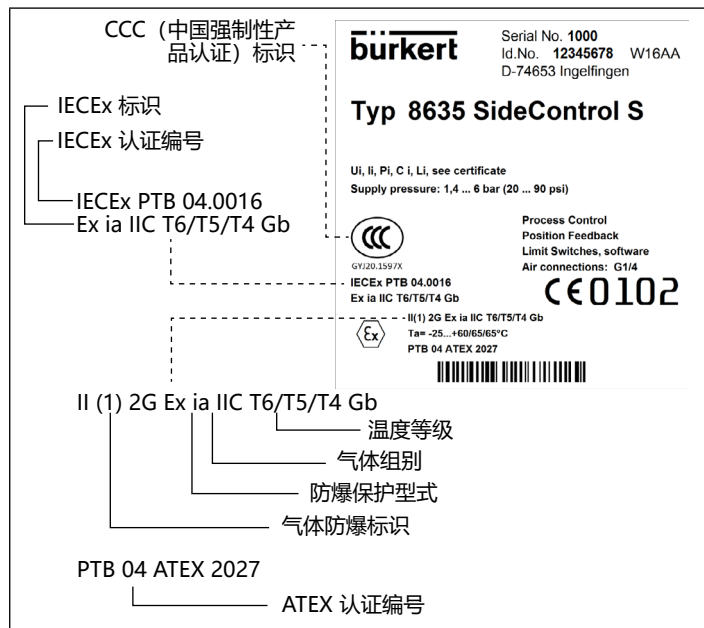 CCC（中国强制性产
品认证）标识
IECEx 标识
IECEx 认证编号
IECEx PTB 04.0016
Ex ia IIC T6/T5/T4 Gb
bürkert
Serial No. 1000
Id.No. 12345678 W16AA
D-74653 Ingelfingen
Typ 8635 SideControl S
Ui, Ii, Pi, C i, Li, see certificate
Supply pressure: 1,4 ... 6 bar (20 ... 90 psi)
CCC
GYJ20.1597X
IECEx PTB 04.0016
Ex ia IIC T6/T5/T4 Gb
Process Control
Position Feedback
Limit Switches, software
Air connections: G1/4
CE0102
Ex
II(1) 2G Ex ia IIC T6/T5/T4 Gb
Ta= -25...+60/65/65°C
PTB 04 ATEX 2027
II (1) 2G Ex ia IIC T6/T5/T4 Gb
温度等级
气体组别
防爆保护型式
气体防爆标识
PTB 04 ATEX 2027
ATEX 认证编号